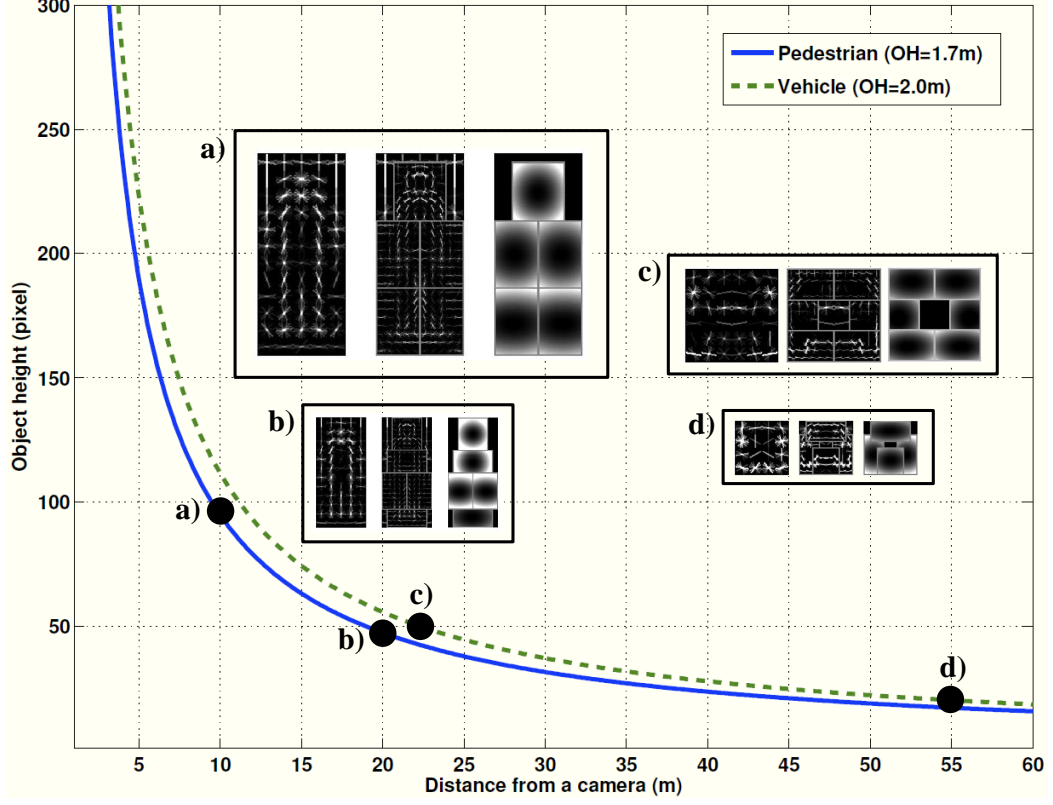 300
250
200
150
100
50
Object height (pixel)
Pedestrian (OH=1.7m)
Vehicle (OH=2.0m)
a)
c)
b)
d)
a)
b)
c)
d)
5 10 15 20 25 30 35 40 45 50 55 60
Distance from a camera (m)